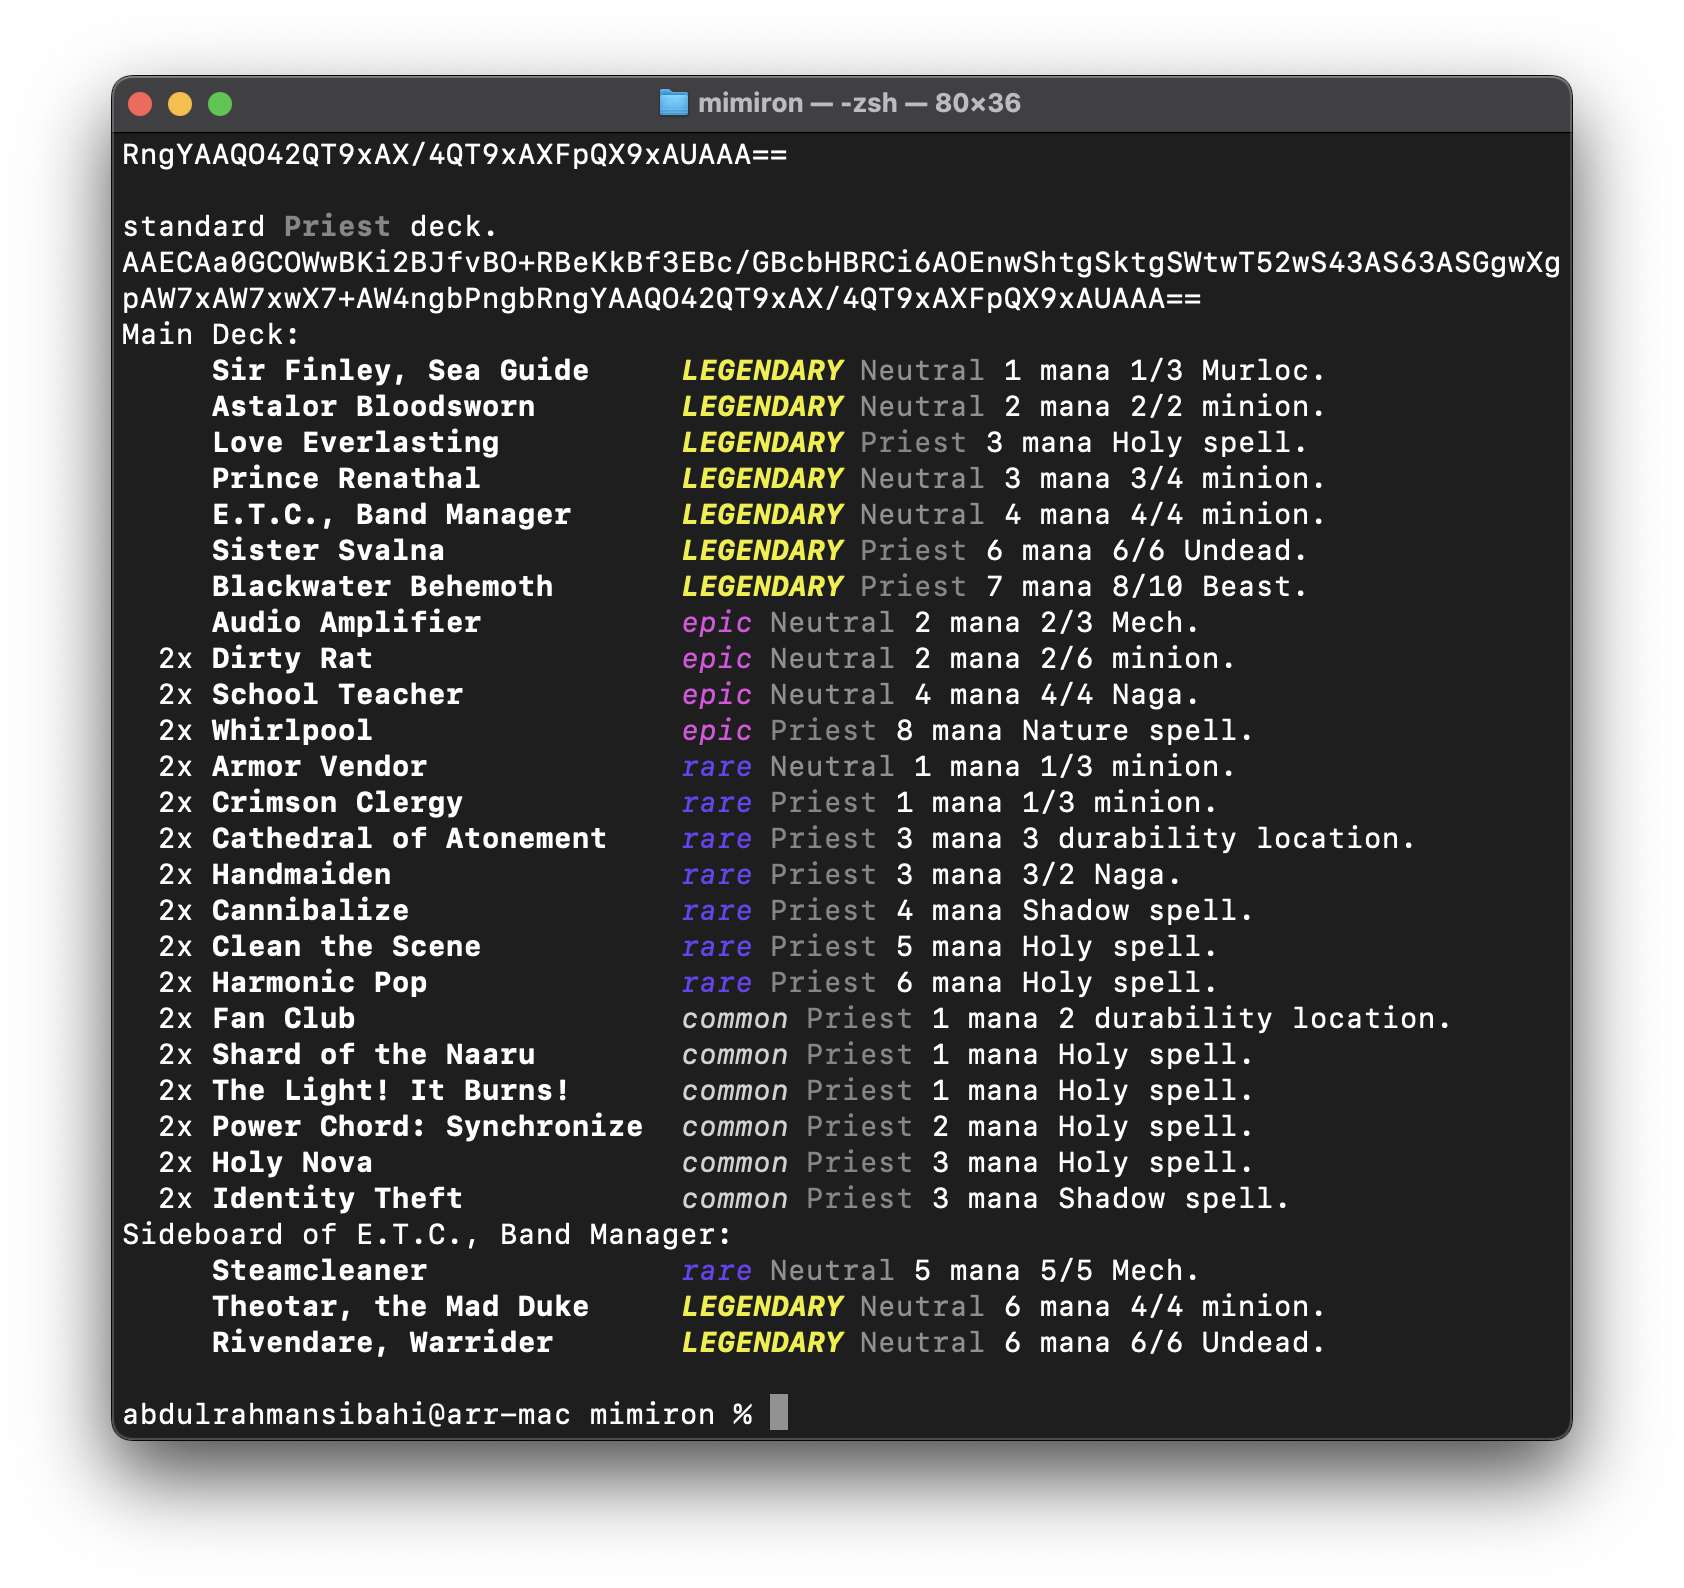 mimiron — -zsh — 80×36
RngYAAQO42QT9xAX/4QT9xAXFpQX9xAUAAA==
standard Priest deck.
AAECAa0GCOWwBKi2BJfvBO+RBeKkBf3EBc/GBcbHBRCi6AOEnwShtgSktgSWtwT52wS43AS63ASGgwXg
pAW7xAW7xwX7+AW4ngbPngbRngYAAQO42QT9xAX/4QT9xAXFpQX9xAUAAA==
Main Deck:
Sir Finley, Sea Guide LEGENDARY Neutral 1 mana 1/3 Murloc.
Astalor Bloodsworn LEGENDARY Neutral 2 mana 2/2 minion.
Love Everlasting LEGENDARY Priest 3 mana Holy spell.
Prince Renathal LEGENDARY Neutral 3 mana 3/4 minion.
E.T.C., Band Manager LEGENDARY Neutral 4 mana 4/4 minion.
Sister Svalna LEGENDARY Priest 6 mana 6/6 Undead.
Blackwater Behemoth LEGENDARY Priest 7 mana 8/10 Beast.
Audio Amplifier epic Neutral 2 mana 2/3 Mech.
2x Dirty Rat epic Neutral 2 mana 2/6 minion.
2x School Teacher epic Neutral 4 mana 4/4 Naga.
2x Whirlpool epic Priest 8 mana Nature spell.
2x Armor Vendor rare Neutral 1 mana 1/3 minion.
2x Crimson Clergy rare Priest 1 mana 1/3 minion.
2x Cathedral of Atonement rare Priest 3 mana 3 durability location.
2x Handmaiden rare Priest 3 mana 3/2 Naga.
2x Cannibalize rare Priest 4 mana Shadow spell.
2x Clean the Scene rare Priest 5 mana Holy spell.
2x Harmonic Pop rare Priest 6 mana Holy spell.
2x Fan Club common Priest 1 mana 2 durability location.
2x Shard of the Naaru common Priest 1 mana Holy spell.
2x The Light! It Burns! common Priest 1 mana Holy spell.
2x Power Chord: Synchronize common Priest 2 mana Holy spell.
2x Holy Nova common Priest 3 mana Holy spell.
2x Identity Theft common Priest 3 mana Shadow spell.
Sideboard of E.T.C., Band Manager:
Steamcleaner rare Neutral 5 mana 5/5 Mech.
Theotar, the Mad Duke LEGENDARY Neutral 6 mana 4/4 minion.
Rivendare, Warrider LEGENDARY Neutral 6 mana 6/6 Undead.
abdulrahmansibahi@arr-mac mimiron %